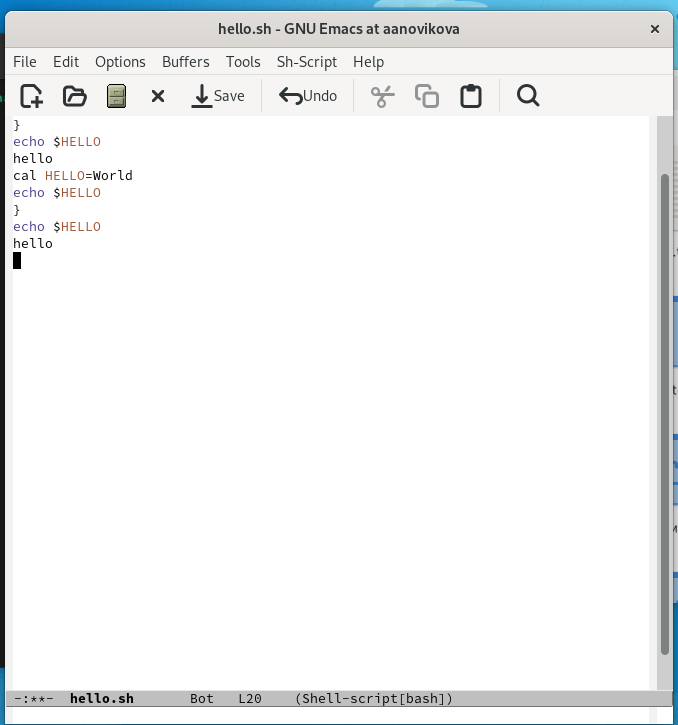 hello.sh - GNU Emacs at aanovikova
File Edit Options Buffers Tools Sh-Script Help
Save Undo
}
echo $HELLO
hello
cal HELLO=World
echo $HELLO
}
echo $HELLO
hello
-:**- hello.sh Bot L20 (Shell-script[bash])